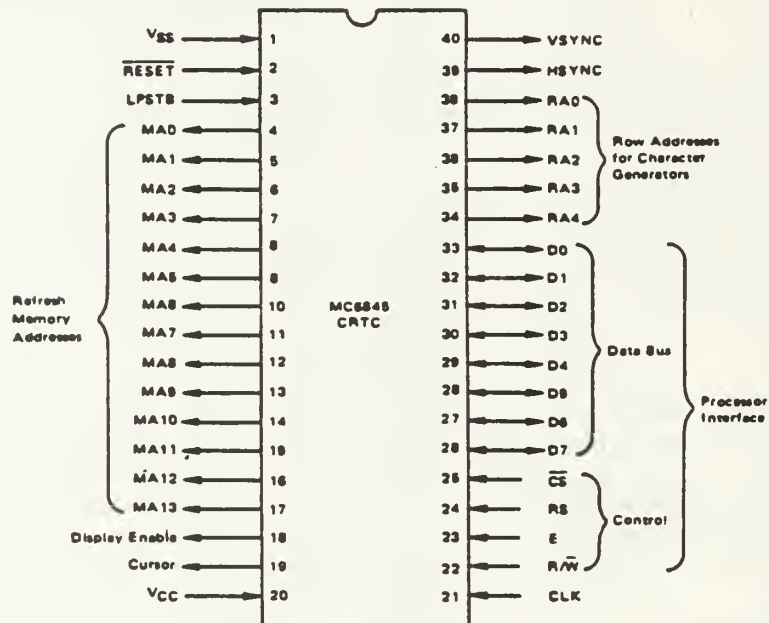 VSS 1 40 VSYNC
RESET 2 39 HSYNC
LPSTB 3 38 RA0
MA0 4 37 RA1
MA1 5 38 RA2
MA2 6 35 RA3
MA3 7 34 RA4
Row Addresses
for Character
Generators
MA4 8 33 D0
MA5 8 32 D1
MA6 10 31 D2
MA7 11 30 D3
MA8 12 29 D4
MA9 13 28 D5
MA10 14 27 D6
MA11 15 26 D7
MA12 16 25 CS
MA13 17 24 RS
Display Enable 18 23 E
Cursor 19 22 R/W
VCC 20 21 CLK
Refresh
Memory
Addresses
MC6845
CRTC
Data Bus
Processor
Interface
Control